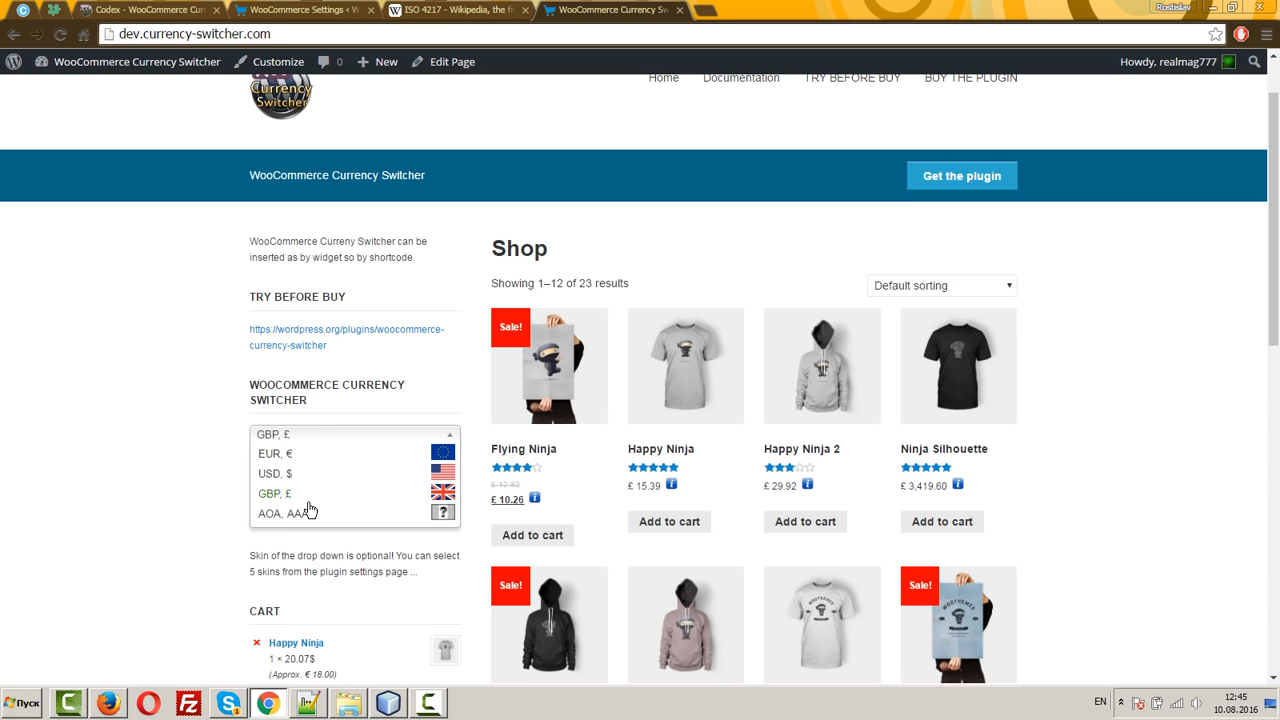 Rostislav
Codex - WooCommerce Curr
WooCommerce Settings < W
ISO 4217 - Wikipedia, the fr
WooCommerce Currency Sw
dev.currency-switcher.com
WooCommerce Currency Switcher
Customize
0
New
Edit Page
Howdy, realmag777
Currency
Switcher
Home
Documentation
TRY BEFORE BUY
BUY THE PLUGIN
WooCommerce Currency Switcher
Get the plugin
WooCommerce Curreny Switcher can be
inserted as by widget so by shortcode
TRY BEFORE BUY
https://wordpress.org/plugins/woocommerce-
currency-switcher
WOOCOMMERCE CURRENCY
SWITCHER
GBP, £
EUR, €
USD, $
GBP, £
AOA, AAA
?
Skin of the drop down is optional! You can select
5 skins from the plugin settings page ...
CART
Happy Ninja
1 × 20.07$
(Approx. € 18.00)
Shop
Showing 1–12 of 23 results
Default sorting
Sale!
Flying Ninja
£ 12.82
£ 10.26
Add to cart
Happy Ninja
£ 15.39
Add to cart
Happy Ninja 2
£ 29.92
Add to cart
Ninja Silhouette
£ 3,419.60
Add to cart
Sale!
Sale!
WOOTHEMES
Пуск
EN
12:45
10.08.2016